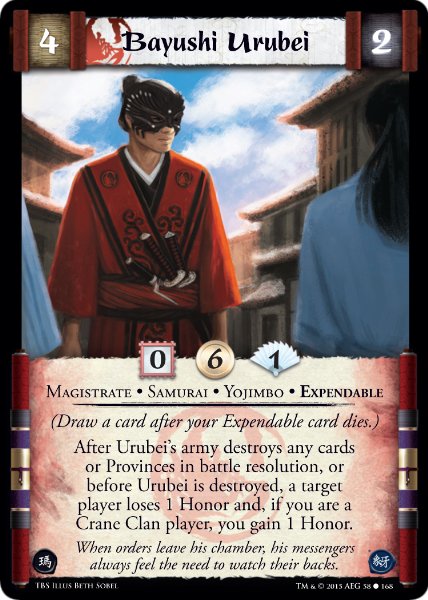 4 Bayushi Urubei 2
0 6 1
Magistrate • Samurai • Yojimbo • Expendable
(Draw a card after your Expendable card dies.)
After Urubei's army destroys any cards
or Provinces in battle resolution, or
before Urubei is destroyed, a target
player loses 1 Honor and, if you are a
Crane Clan player, you gain 1 Honor.
When orders leave his chamber, his messengers
always feel the need to watch their backs.
TBS Illus Beth Sobel
TM & © 2015 AEG 58 • 168